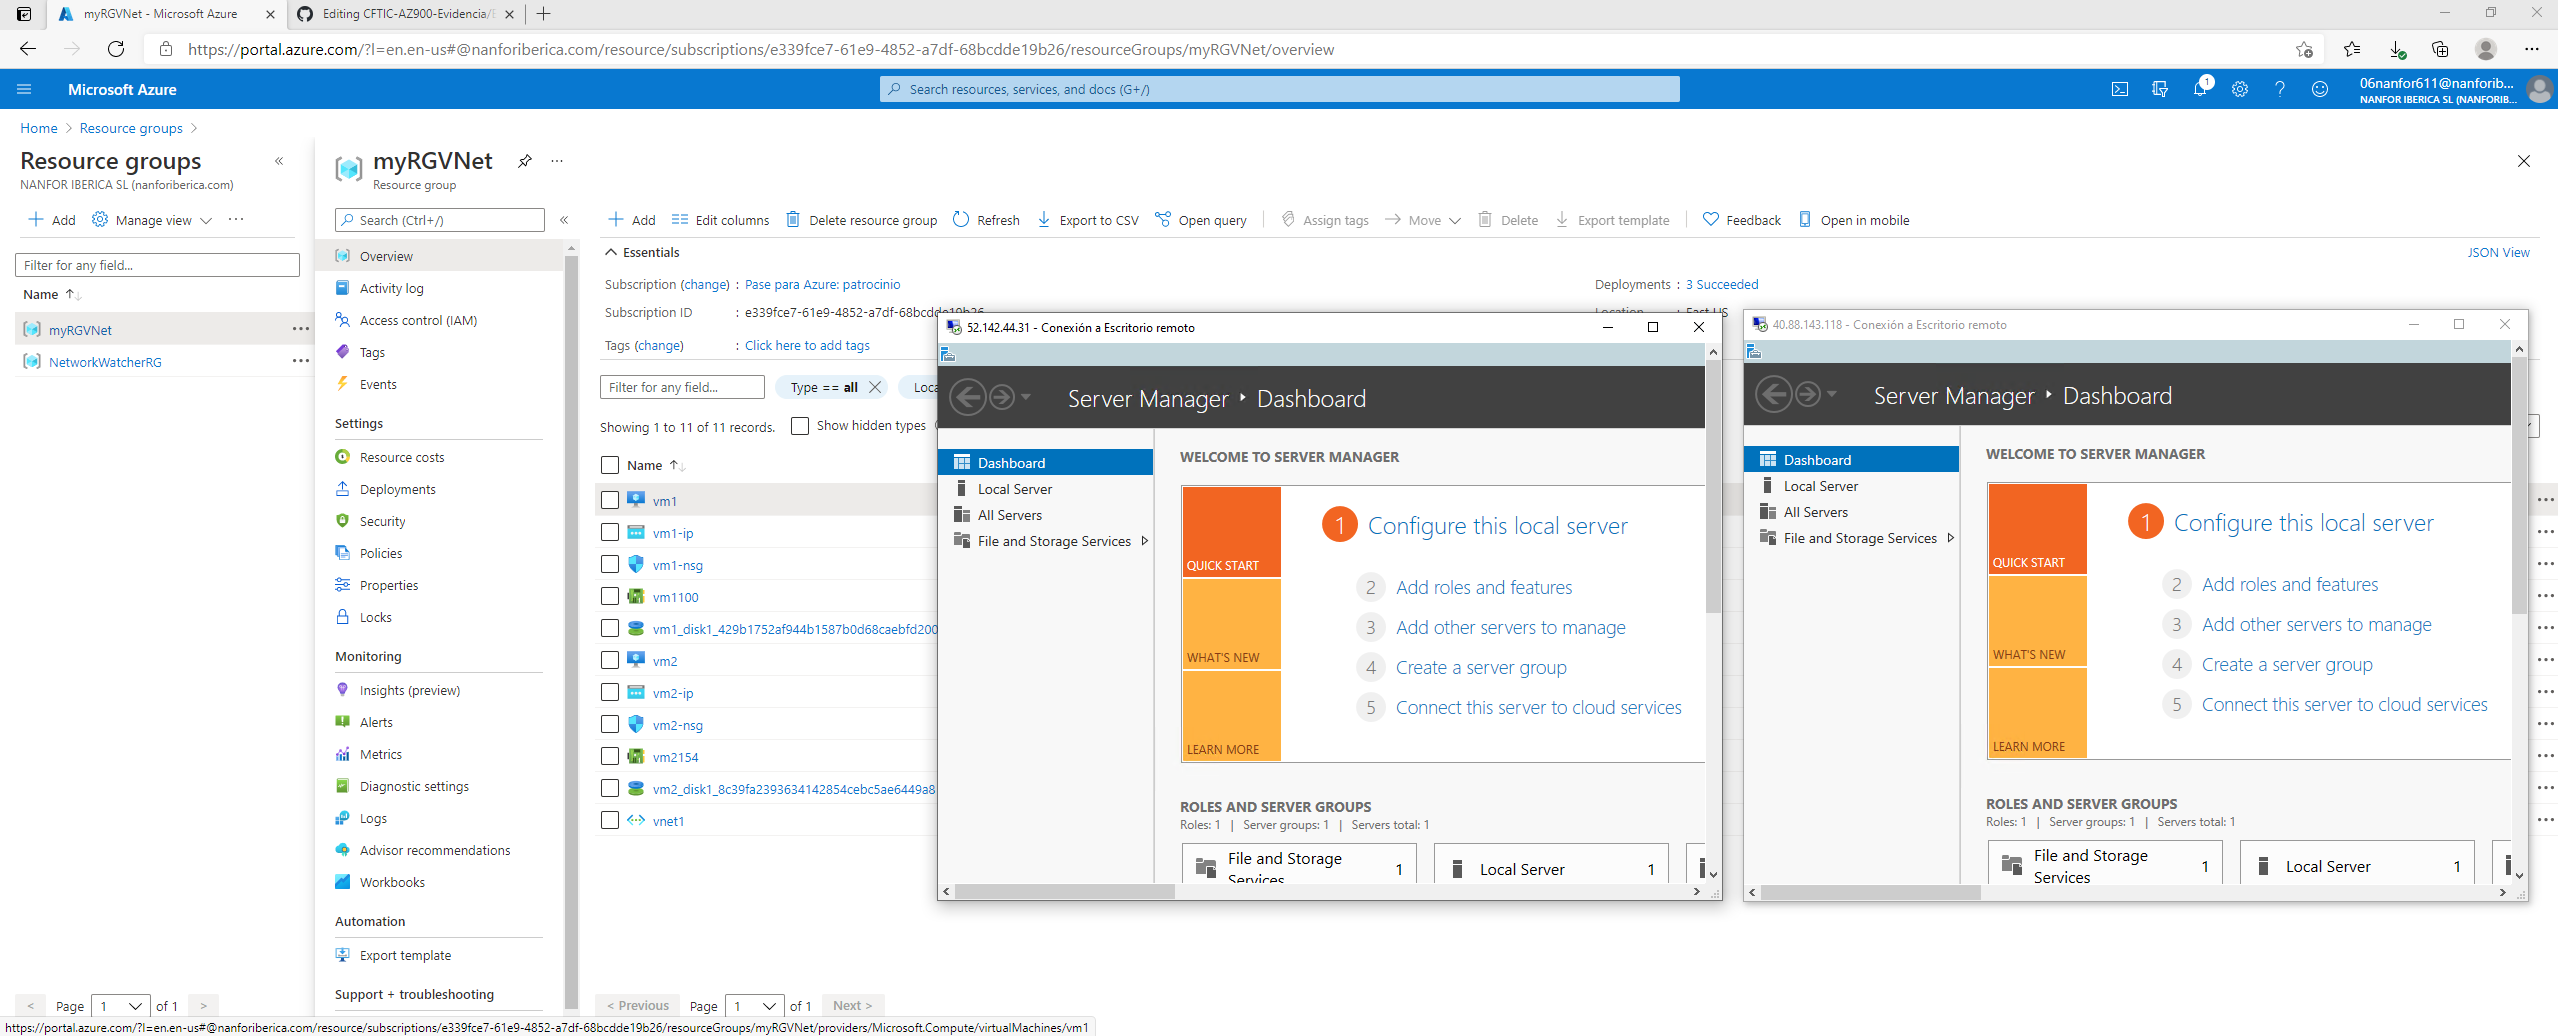 myRGVNet - Microsoft Azure
Editing CFTIC-AZ900-Evidencia/E
https://portal.azure.com/?l=en.en-us#@nanforiberica.com/resource/subscriptions/e339fce7-61e9-4852-a7df-68bcdde19b26/resourceGroups/myRGVNet/overview
Microsoft Azure
Search resources, services, and docs (G+/)
1
06nanfor611@nanforib...
NANFOR IBERICA SL (NANFORIB...
Home > Resource groups >
Resource groups
NANFOR IBERICA SL (nanforiberica.com)
Add Manage view
Filter for any field...
Name
myRGVNet
NetworkWatcherRG
< Page 1 of 1 >
myRGVNet
Resource group
Search (Ctrl+/)
Overview
Activity log
Access control (IAM)
Tags
Events
Settings
Resource costs
Deployments
Security
Policies
Properties
Locks
Monitoring
Insights (preview)
Alerts
Metrics
Diagnostic settings
Logs
Advisor recommendations
Workbooks
Automation
Export template
Support + troubleshooting
Add Edit columns Delete resource group Refresh Export to CSV Open query Assign tags Move Delete Export template Feedback Open in mobile
Essentials
JSON View
Subscription (change) : Pase para Azure: patrocinio
Deployments : 3 Succeeded
Subscription ID : e339fce7-61e9-4852-a7df-68bcdde19b26
Location : East US
Tags (change) : Click here to add tags
Filter for any field...
Type == all
Loca
Showing 1 to 11 of 11 records.
Show hidden types
Name
vm1
vm1-ip
vm1-nsg
vm1100
vm1_disk1_429b1752af944b1587b0d68caebfd200
vm2
vm2-ip
vm2-nsg
vm2154
vm2_disk1_8c39fa2393634142854cebc5ae6449a8
vnet1
< Previous Page 1 of 1 Next >
52.142.44.31 - Conexión a Escritorio remoto
Server Manager Dashboard
Dashboard
Local Server
All Servers
File and Storage Services
WELCOME TO SERVER MANAGER
QUICK START
WHAT'S NEW
LEARN MORE
1 Configure this local server
2 Add roles and features
3 Add other servers to manage
4 Create a server group
5 Connect this server to cloud services
ROLES AND SERVER GROUPS
Roles: 1 | Server groups: 1 | Servers total: 1
File and Storage
Services
1
Local Server
1
40.88.143.118 - Conexión a Escritorio remoto
Server Manager Dashboard
Dashboard
Local Server
All Servers
File and Storage Services
WELCOME TO SERVER MANAGER
QUICK START
WHAT'S NEW
LEARN MORE
1 Configure this local server
2 Add roles and features
3 Add other servers to manage
4 Create a server group
5 Connect this server to cloud services
ROLES AND SERVER GROUPS
Roles: 1 | Server groups: 1 | Servers total: 1
File and Storage
Services
1
Local Server
1
https://portal.azure.com/?l=en.en-us#@nanforiberica.com/resource/subscriptions/e339fce7-61e9-4852-a7df-68bcdde19b26/resourceGroups/myRGVNet/providers/Microsoft.Compute/virtualMachines/vm1